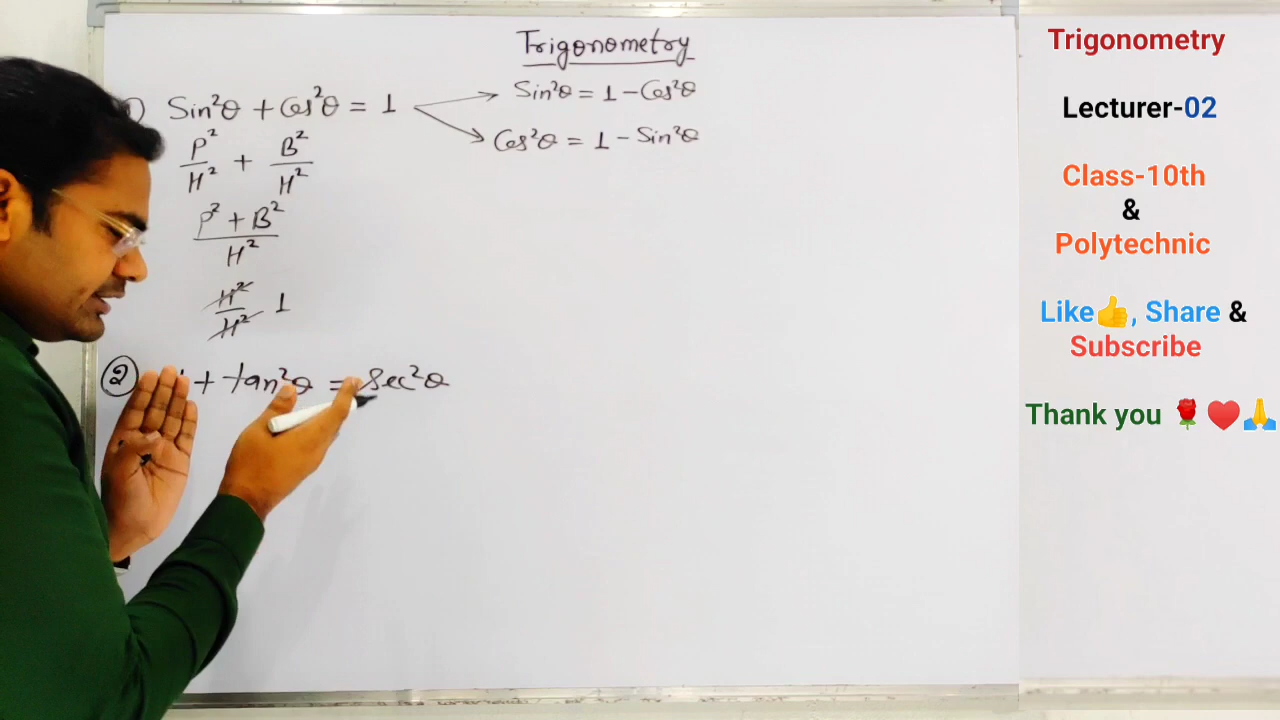 Trigonometry
) Sin²θ + Cos²θ = 1
Sin²θ = 1 - Cos²θ
Cos²θ = 1 - Sin²θ
P²/H² + B²/H²
P² + B²/H²
H²/H² 1
2 + tan²θ = Sec²θ
Trigonometry
Lecturer-02
Class-10th
&
Polytechnic
Like👍, Share &
Subscribe
Thank you 🌹♥️🙏